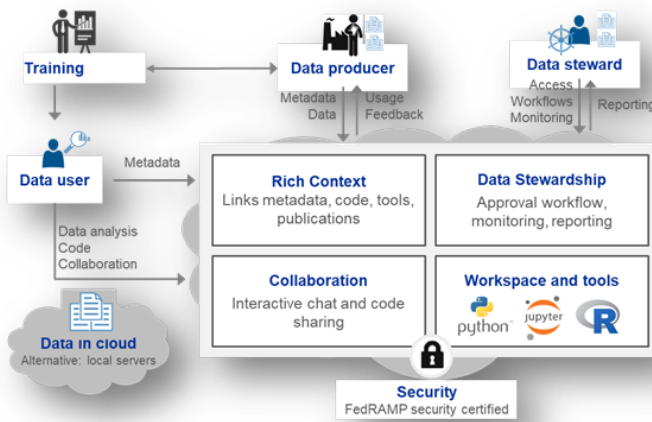 Training
Data producer
Data steward
Metadata
Data
Usage
Feedback
Access
Workflows
Monitoring
Reporting
Data user
Metadata
Rich Context
Links metadata, code, tools,
publications
Data Stewardship
Approval workflow,
monitoring, reporting
Data analysis
Code
Collaboration
Collaboration
Interactive chat and code
sharing
Workspace and tools
python™
jupyter
R
Data in cloud
Alternative: local servers
Security
FedRAMP security certified